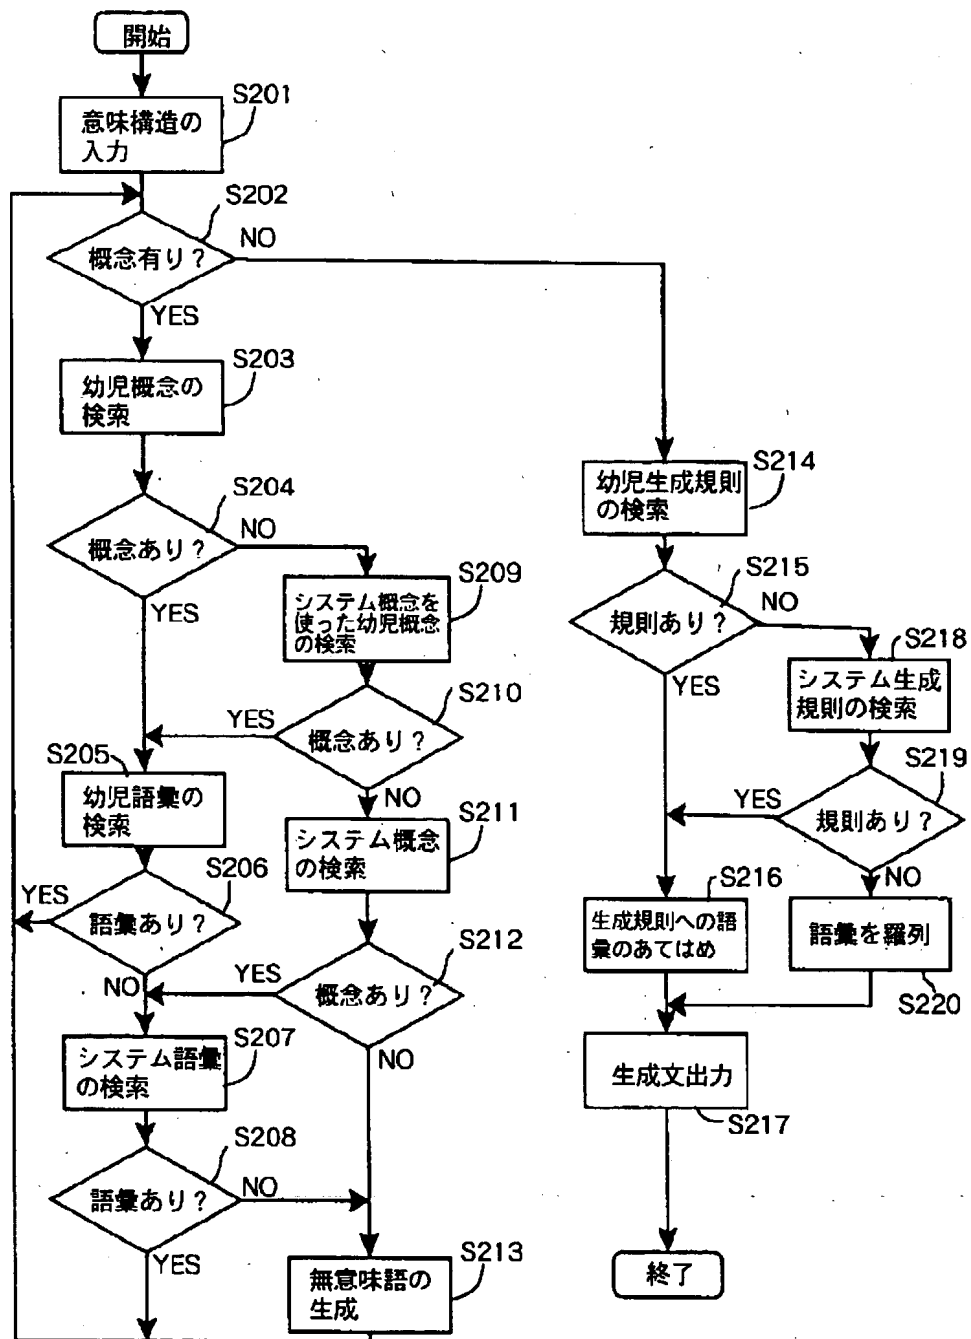 開始
S201
意味構造の
入力
S202
概念有り?
NO
YES
S203
幼児概念の
検索
S204
概念あり?
NO
YES
S209
システム概念を
使った幼児概念
の検索
S210
概念あり?
YES
NO
S205
幼児語彙の
検索
S206
語彙あり?
YES
NO
S211
システム概念
の検索
S212
概念あり?
YES
NO
S207
システム語彙
の検索
S208
語彙あり?
NO
YES
S213
無意味語の
生成
S214
幼児生成規則
の検索
S215
規則あり?
NO
YES
S218
システム生成
規則の検索
S219
規則あり?
YES
NO
S216
生成規則への語
彙のあてはめ
語彙を羅列
S220
生成文出力
S217
終了